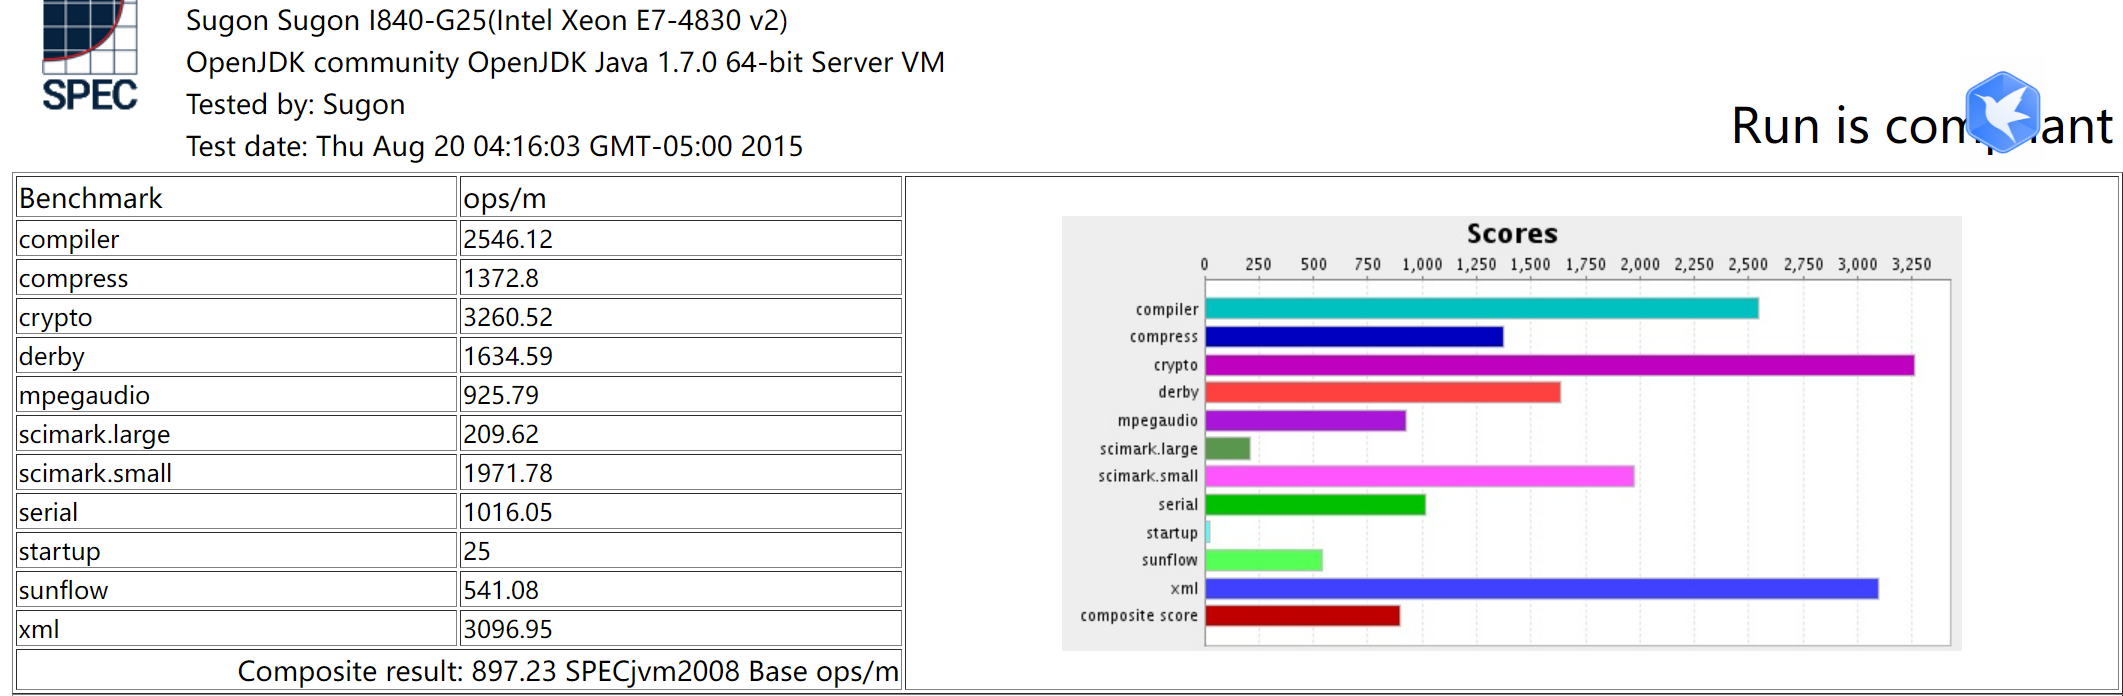 SPEC
Sugon Sugon I840-G25(Intel Xeon E7-4830 v2)
OpenJDK community OpenJDK Java 1.7.0 64-bit Server VM
Tested by: Sugon
Test date: Thu Aug 20 04:16:03 GMT-05:00 2015
Run is
Benchmark ops/m
compiler 2546.12
compress 1372.8
crypto 3260.52
derby 1634.59
mpegaudio 925.79
scimark.large 209.62
scimark.small 1971.78
serial 1016.05
startup 25
sunflow 541.08
xml 3096.95
Composite result: 897.23 SPECjvm2008 Base ops/m
Scores
0 250 500 750 1,000 1,250 1,500 1,750 2,000 2,250 2,500 2,750 3,000 3,250
compiler
compress
crypto
derby
mpegaudio
scimark.large
scimark.small
serial
startup
sunflow
xml
composite score